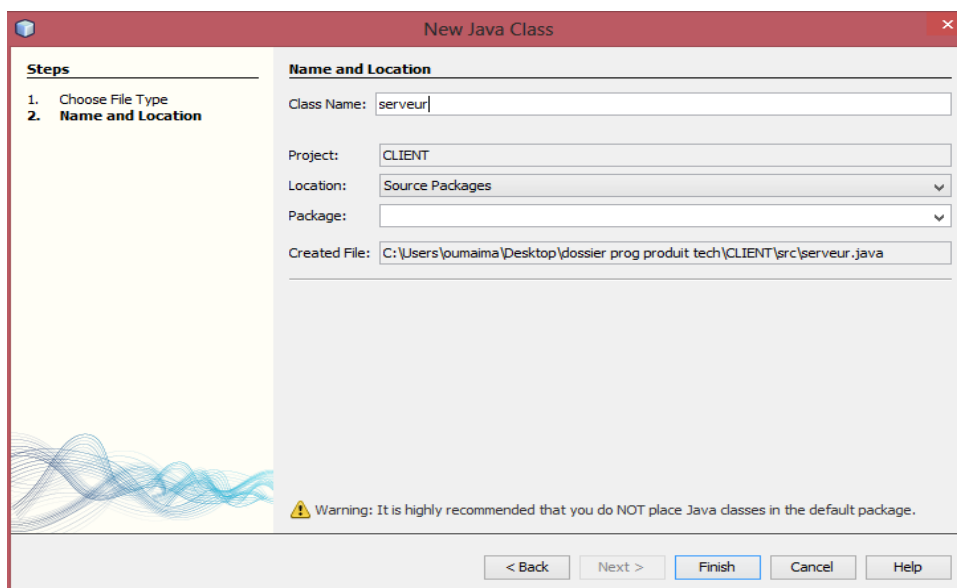 New Java Class
Steps
1. Choose File Type
2. Name and Location
Name and Location
Class Name: serveur
Project: CLIENT
Location: Source Packages
Package:
Created File: C:\Users\oumaima\Desktop\dossier prog produit tech\CLIENT\src\serveur.java
Warning: It is highly recommended that you do NOT place Java classes in the default package.
< Back Next > Finish Cancel Help